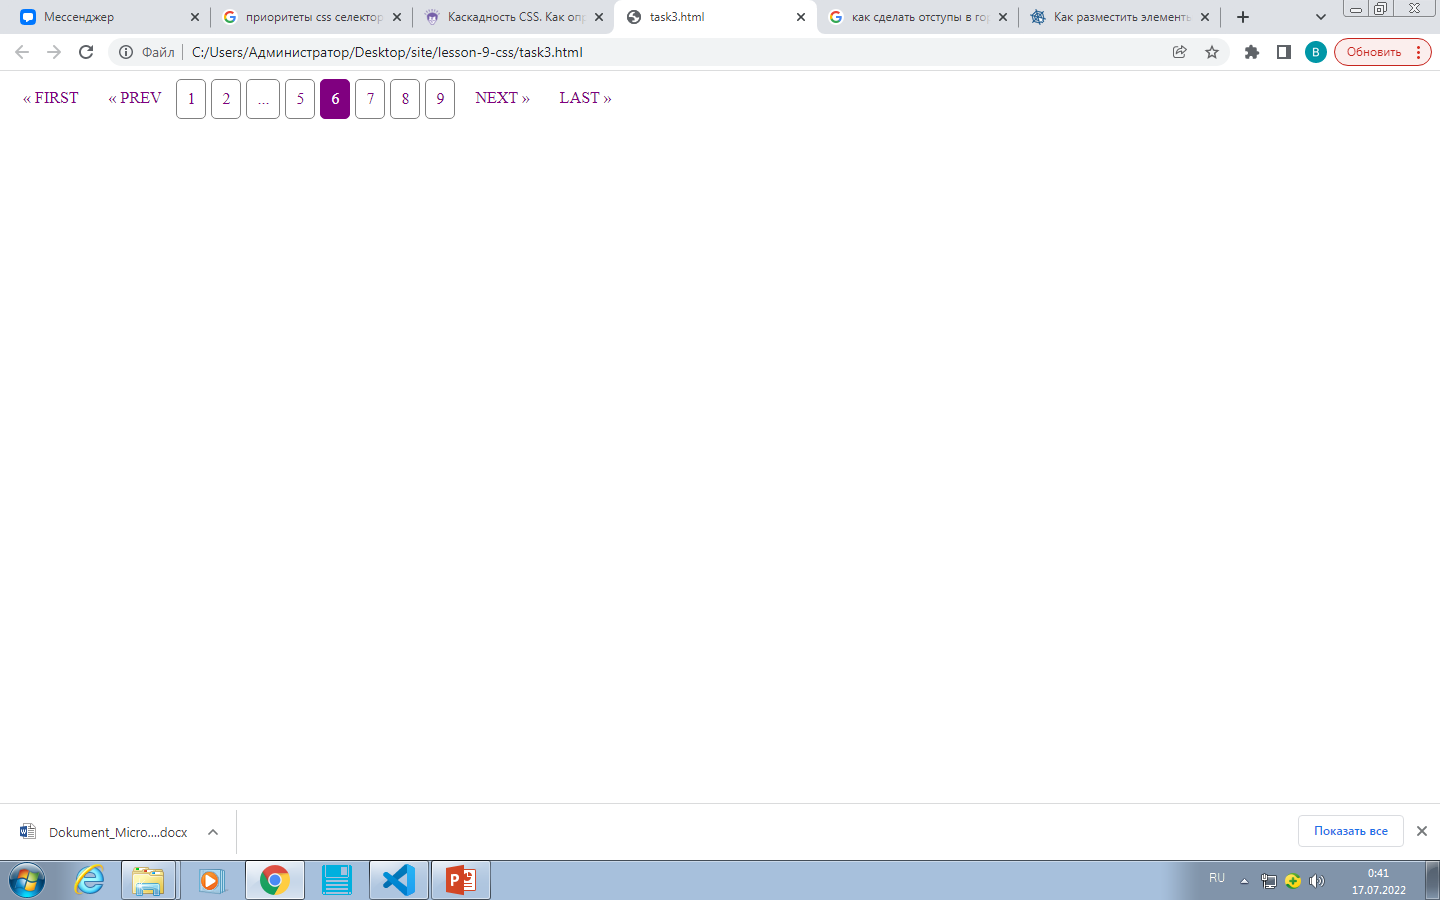 Мессенджер
приоритеты css селектор
Каскадность CSS. Как опр
task3.html
как сделать отступы в гор
Как разместить элементы
Файл
C:/Users/Администратор/Desktop/site/lesson-9-css/task3.html
В
Обновить
« FIRST « PREV 1 2 ... 5 6 7 8 9 NEXT » LAST »
Dokument_Micro....docx
Показать все
RU
0:41
17.07.2022